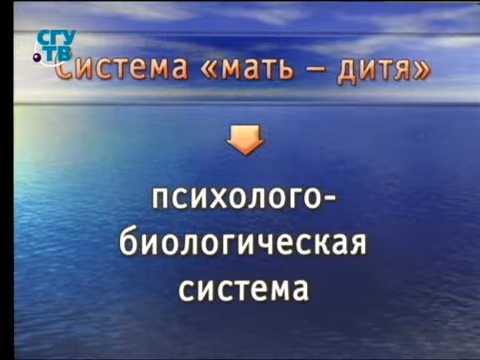 СГУ
ТВ
Система «мать – дитя»
психолого-
биологическая
система